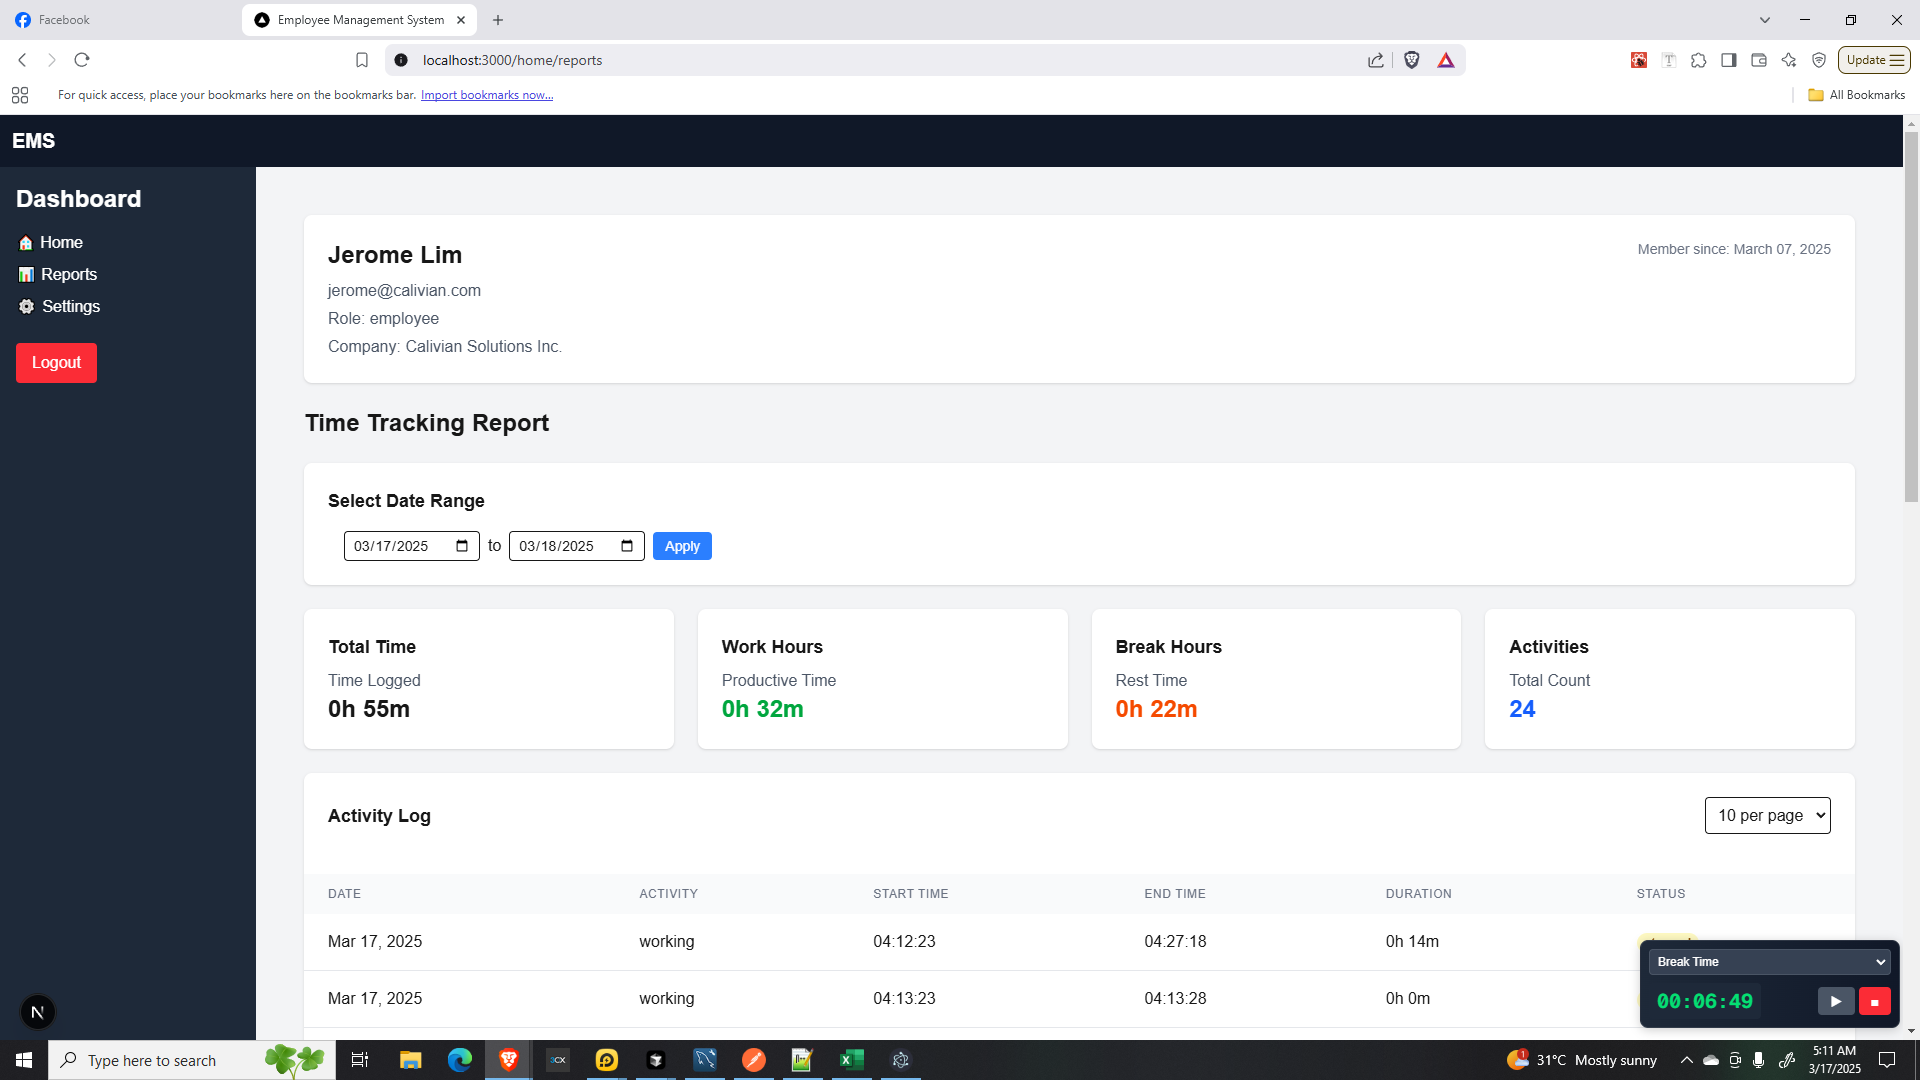 Facebook
Employee Management System
localhost:3000/home/reports
Update
For quick access, place your bookmarks here on the bookmarks bar. Import bookmarks now...
All Bookmarks
EMS
Dashboard
Home
Reports
Settings
Logout
Jerome Lim
Member since: March 07, 2025
jerome@calivian.com
Role: employee
Company: Calivian Solutions Inc.
Time Tracking Report
Select Date Range
03/17/2025 to 03/18/2025 Apply
Total Time
Time Logged
0h 55m
Work Hours
Productive Time
0h 32m
Break Hours
Rest Time
0h 22m
Activities
Total Count
24
Activity Log
10 per page
DATE ACTIVITY START TIME END TIME DURATION STATUS
Mar 17, 2025 working 04:12:23 04:27:18 0h 14m
Mar 17, 2025 working 04:13:23 04:13:28 0h 0m
Break Time
00:06:49
N
Type here to search
31°C Mostly sunny
5:11 AM
3/17/2025